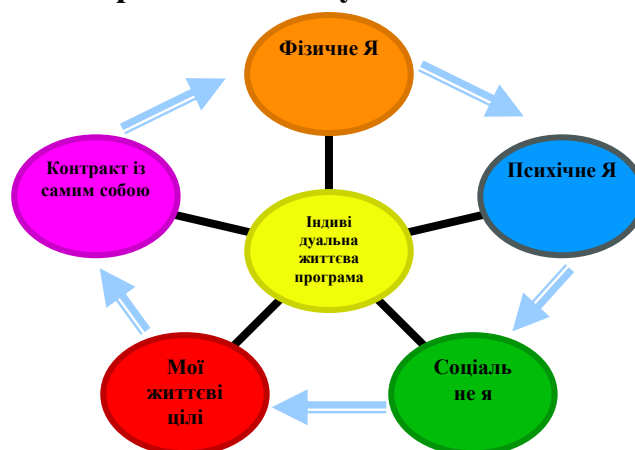 Фізичне Я
Психічне Я
Контракт із
самим собою
Індиві
дуальна
життєва
програма
Мої
життєві
цілі
Соціаль
не я